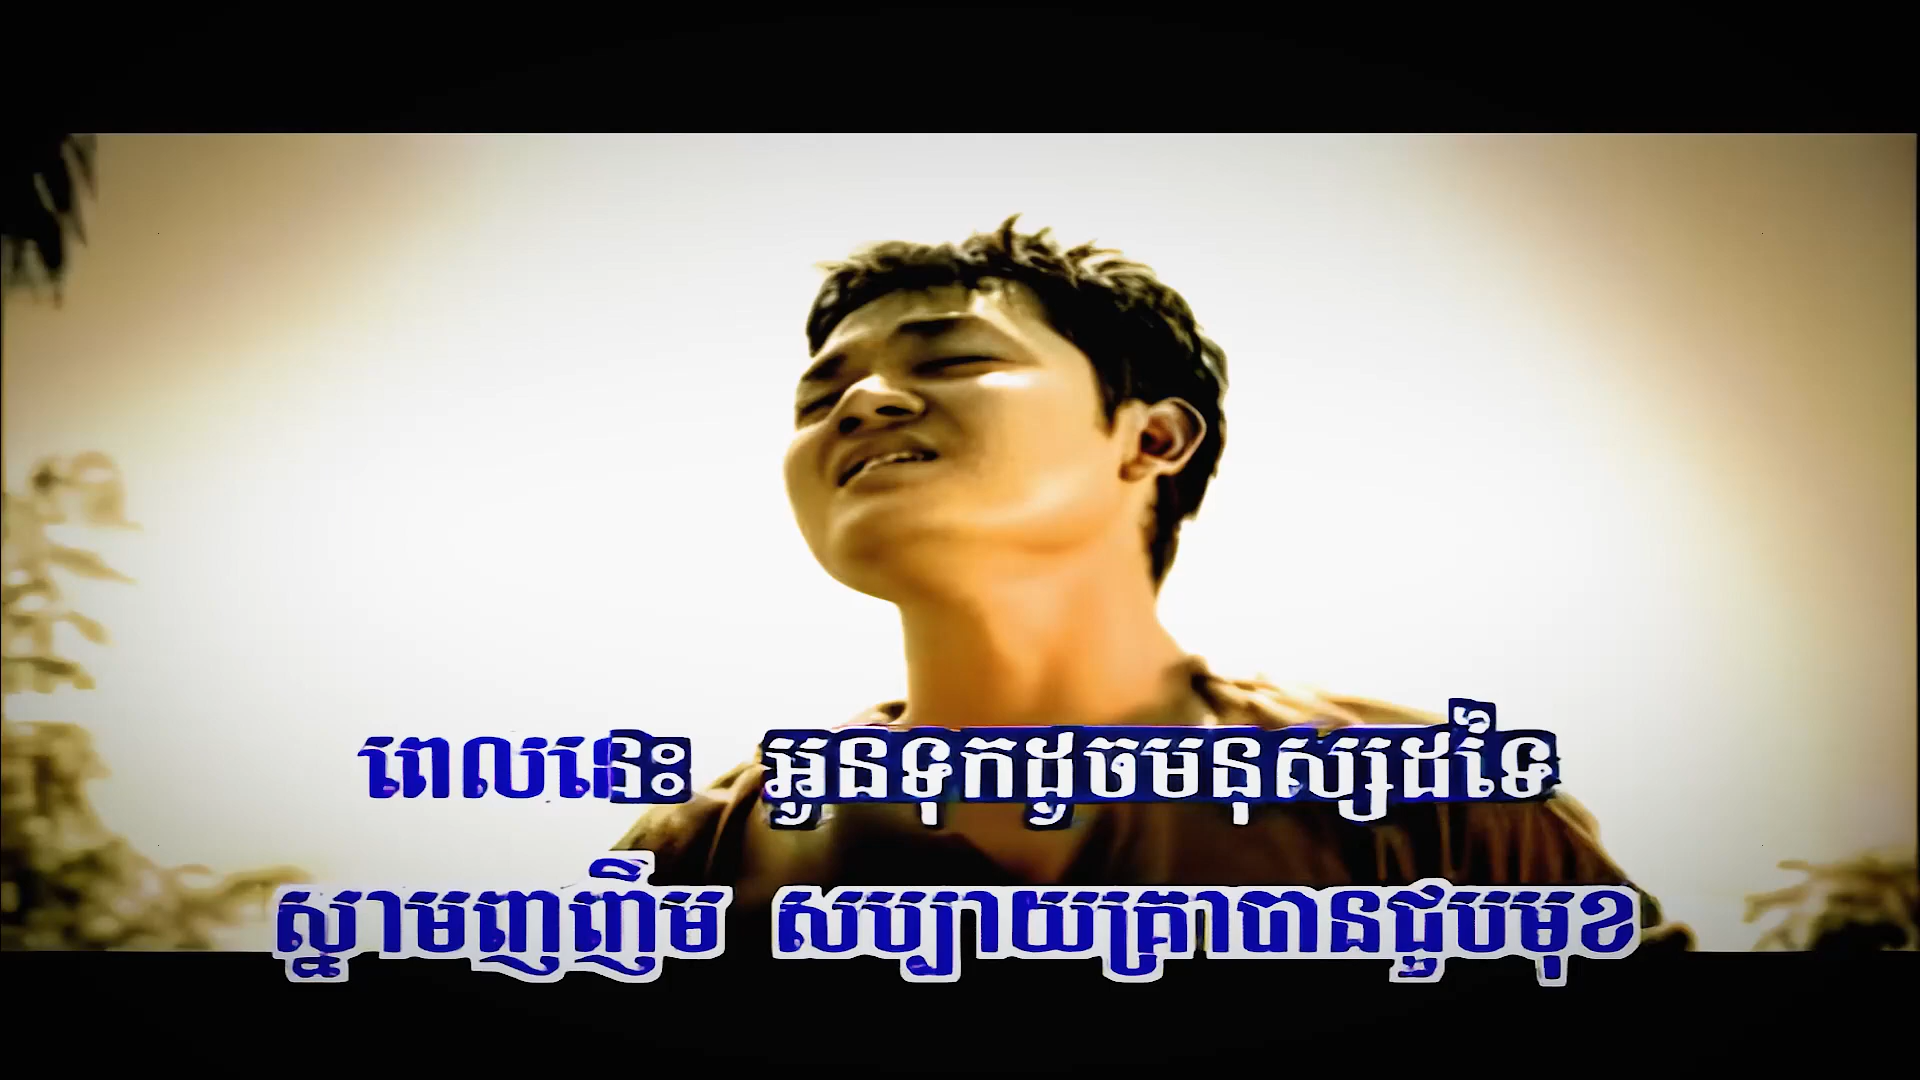 ពេលនេះ អូនទុកដូចមនុស្សដទៃ
ស្នាមញញឹម សប្បាយគ្រាបានជួបមុខ